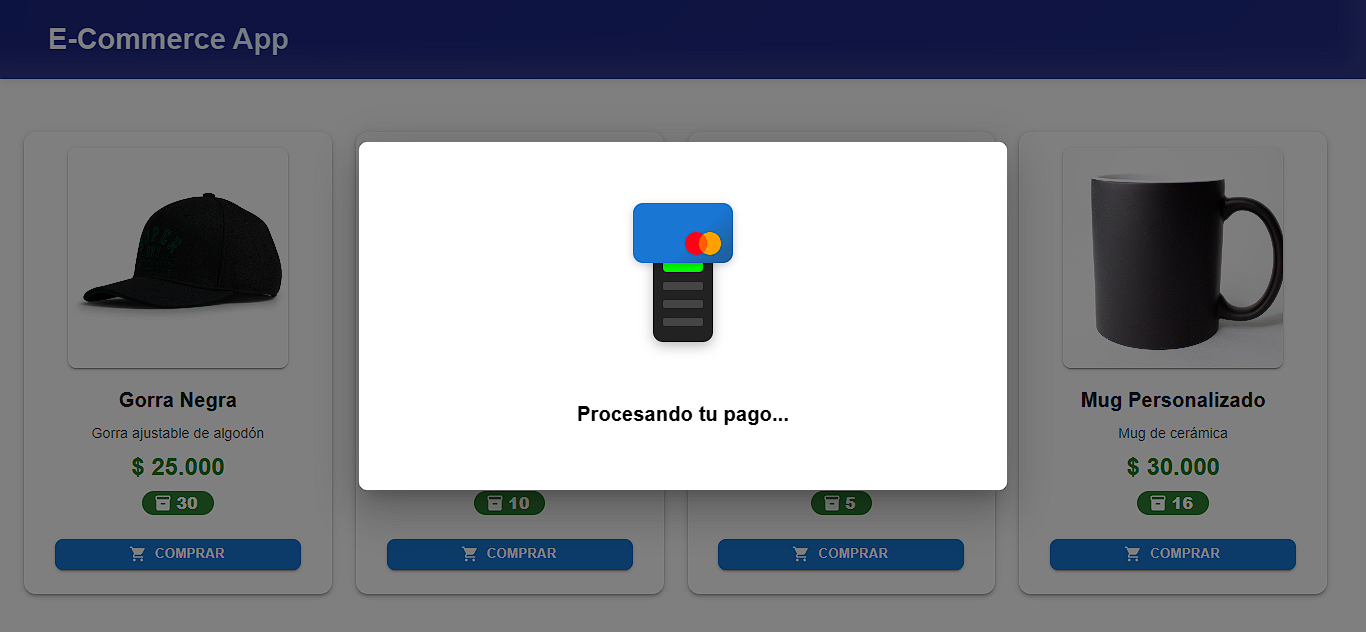 E-Commerce App
Procesando tu pago...
Gorra Negra
Gorra ajustable de algodón
$ 25.000
30
COMPRAR
10
COMPRAR
5
COMPRAR
Mug Personalizado
Mug de cerámica
$ 30.000
16
COMPRAR